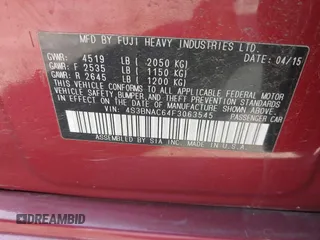 MFD. BY FUJI HEAVY INDUSTRIES LTD.
GVWR: 4519 LB ( 2050 KG) DATE: 04/15
GAWR: F 2535 LB ( 1150 KG)
GAWR: R 2645 LB ( 1200 KG)
THIS VEHICLE CONFORMS TO ALL APPLICABLE FEDERAL MOTOR
VEHICLE SAFETY, BUMPER, AND THEFT PREVENTION STANDARDS IN
EFFECT ON THE DATE OF MANUFACTURE SHOWN ABOVE.
VIN: 4S3BNAC64F3063545
PASSENGER CAR
ASSEMBLED BY SIA INC. MADE IN U.S.A.
DREAMBID